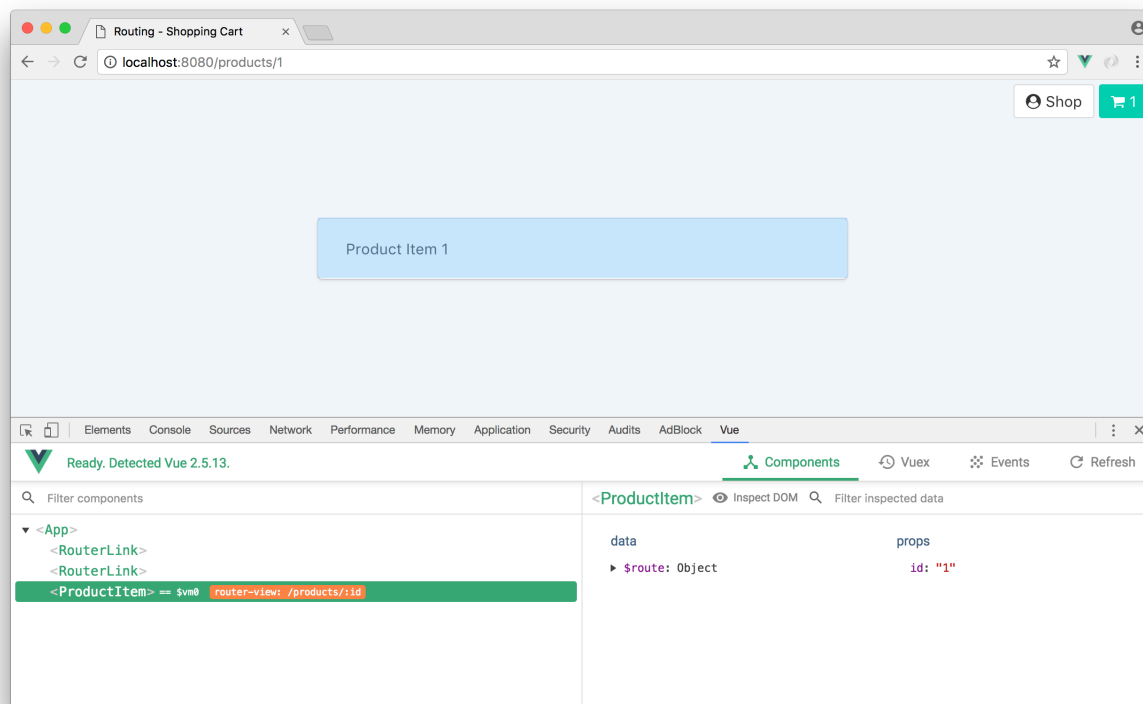 Routing - Shopping Cart
localhost:8080/products/1
Shop 1
Product Item 1
Elements Console Sources Network Performance Memory Application Security Audits AdBlock Vue
Ready. Detected Vue 2.5.13. Components Vuex Events Refresh
Filter components <ProductItem> Inspect DOM Filter inspected data
<App>
<RouterLink>
<RouterLink>
<ProductItem> == $vm0 router-view: /products/:id
data props
$route: Object id: "1"